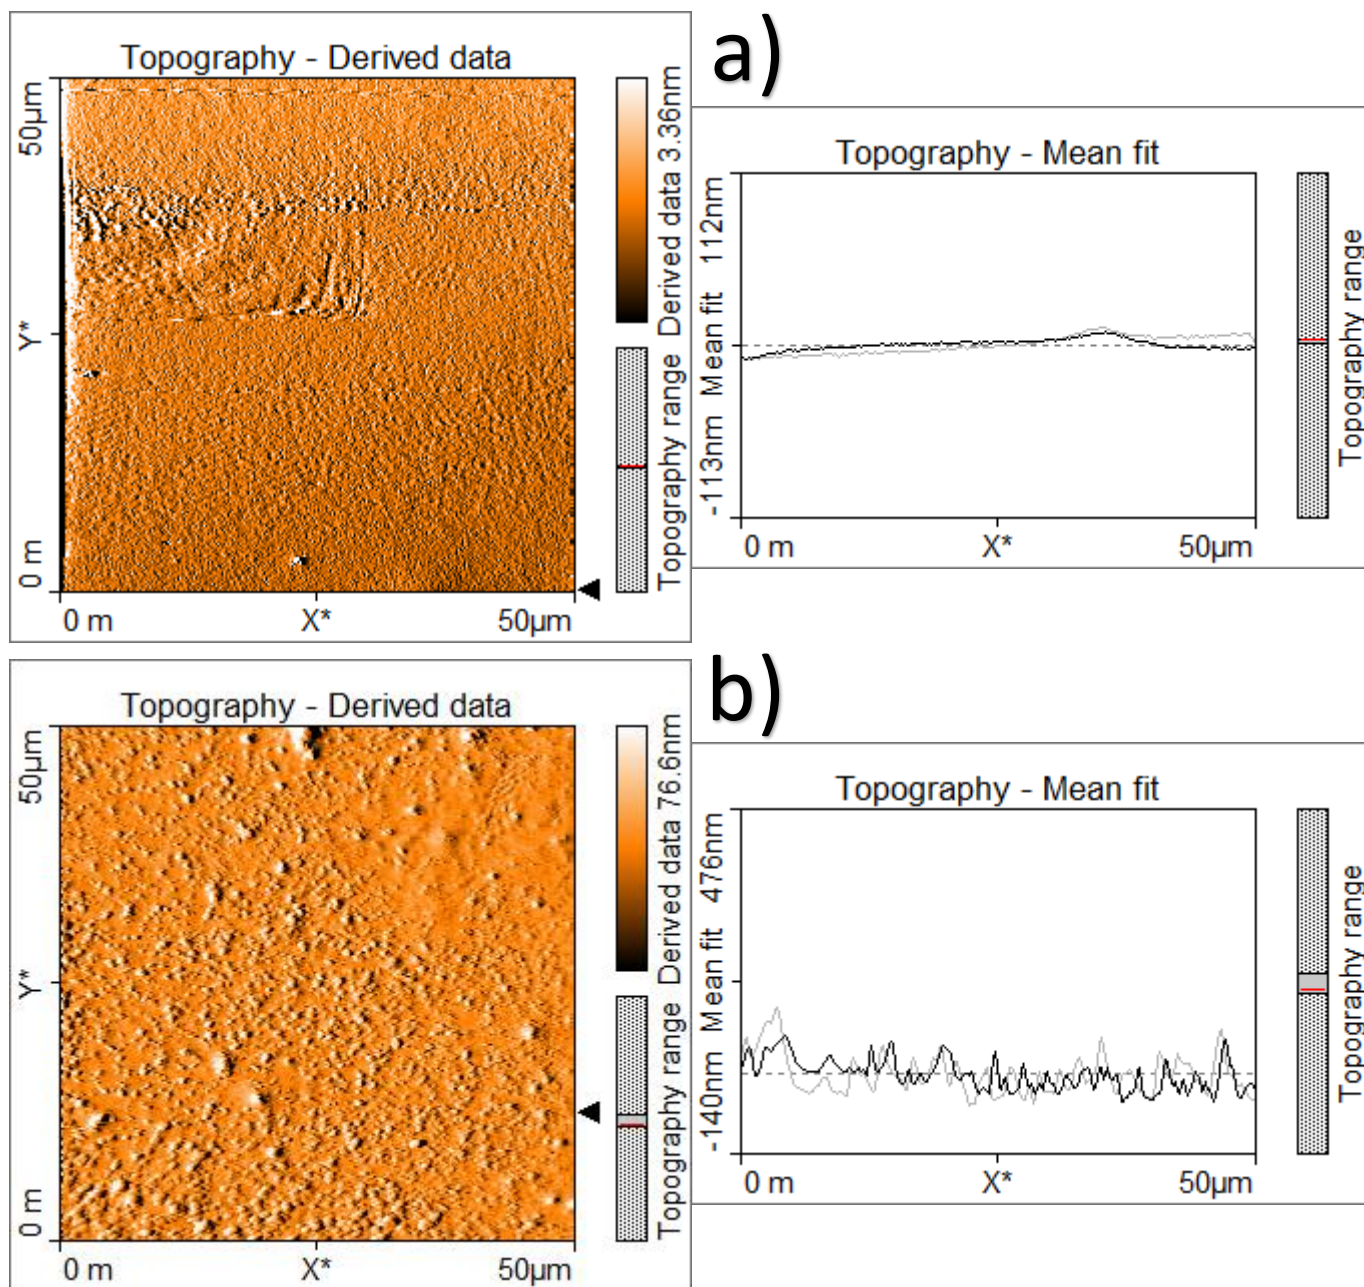 a)
Topography - Derived data
50µm
Y*
0 m
0 m
X*
50µm
Derived data 3.36nm
Topography range
Topography - Mean fit
112nm
Mean fit
-113nm
0 m
X*
50µm
Topography range
b)
Topography - Derived data
50µm
Y*
0 m
0 m
X*
50µm
Derived data 76.6nm
Topography range
Topography - Mean fit
476nm
Mean fit
-140nm
0 m
X*
50µm
Topography range